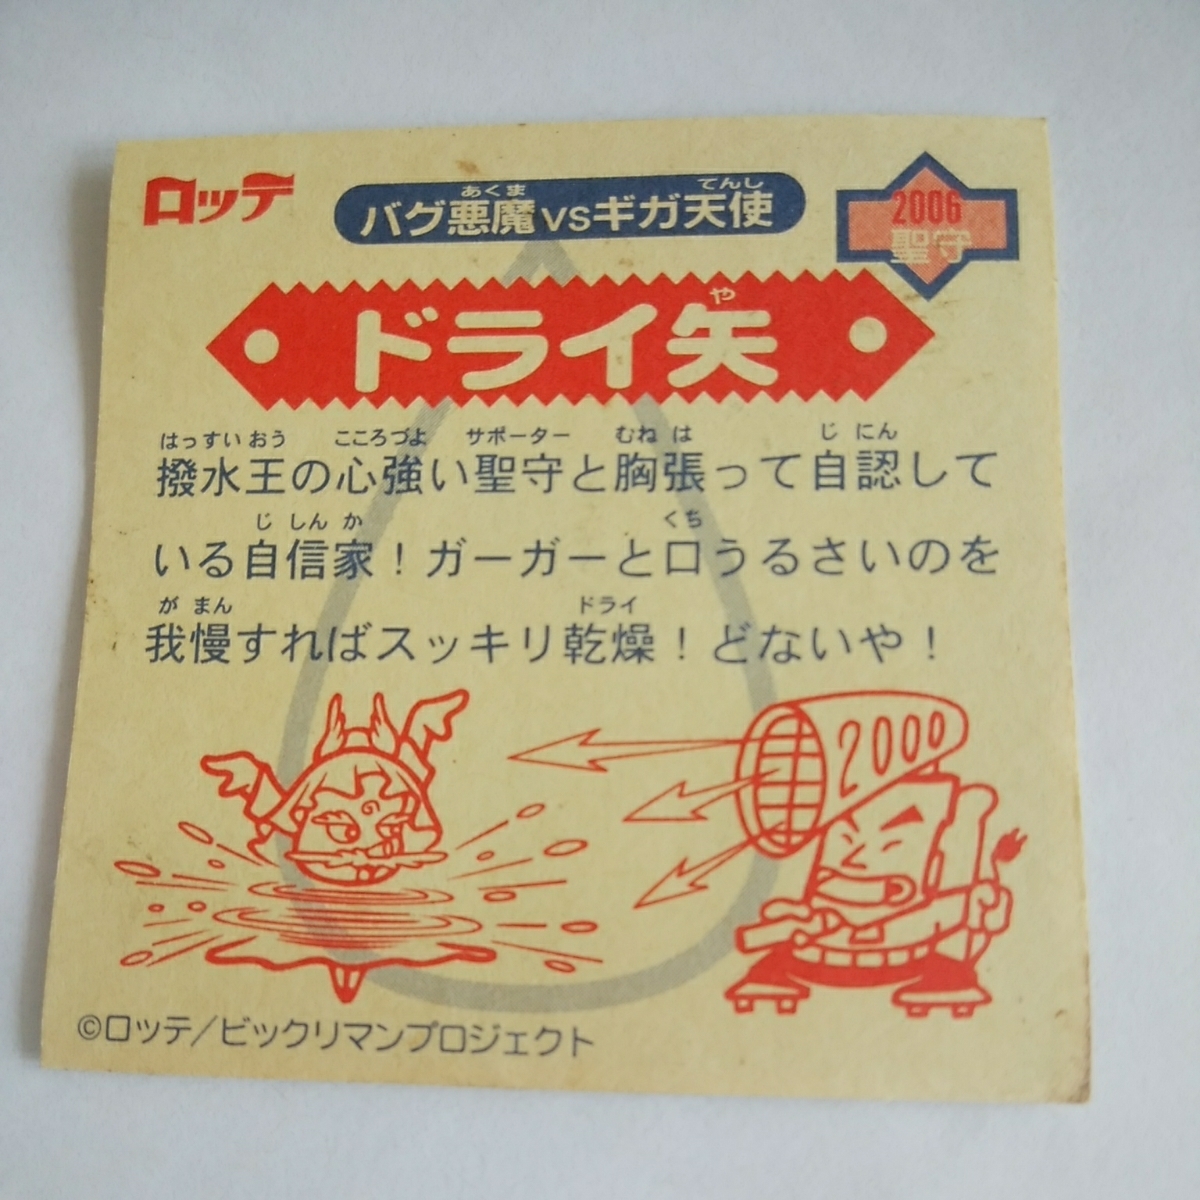 ロッテ
あくま てんし
バグ悪魔vsギガ天使
2006
聖守
や
ドライ矢
はっすいおう こころづよ サポーター むね は じ にん
撥水王の心強い聖守と胸張って自認して
じ しん か くち
いる自信家！ガーガーと口うるさいのを
が まん ドライ
我慢すればスッキリ乾燥！どないや！
2000
©ロッテ/ビックリマンプロジェクト